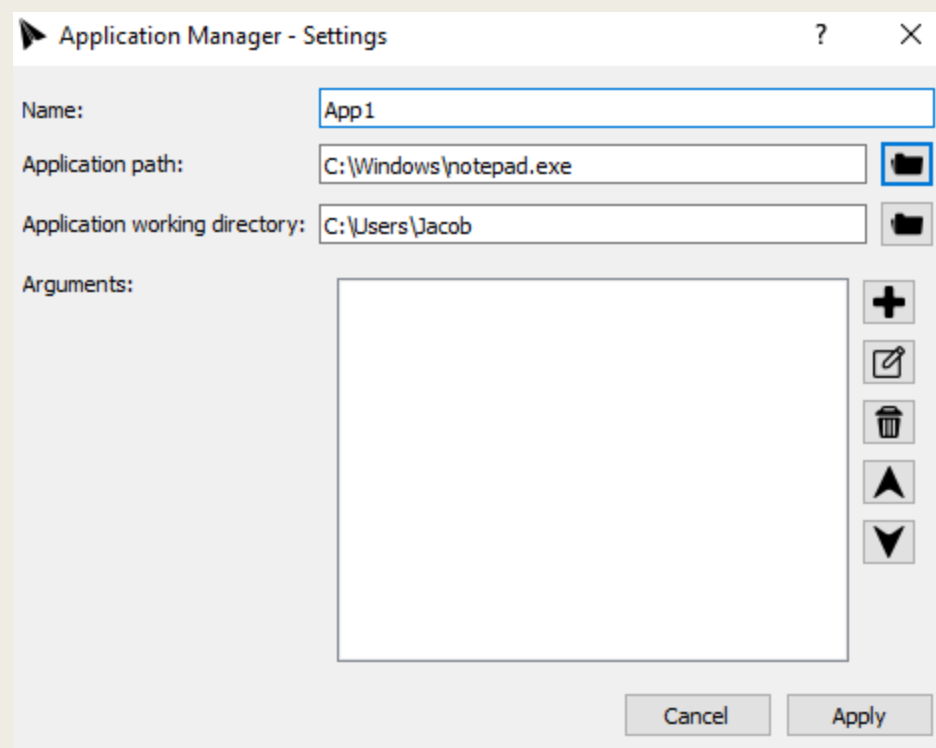 Application Manager - Settings ?
Name: App1
Application path: C:\Windows\notepad.exe
Application working directory: C:\Users\Jacob
Arguments:
Cancel Apply